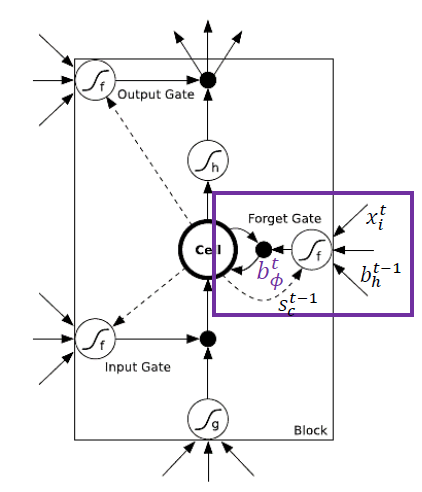 f
Output Gate
h
Forget Gate
x_i^t
Cell
f
b_ϕ^t
b_h^{t-1}
s_c^{t-1}
f
Input Gate
g
Block